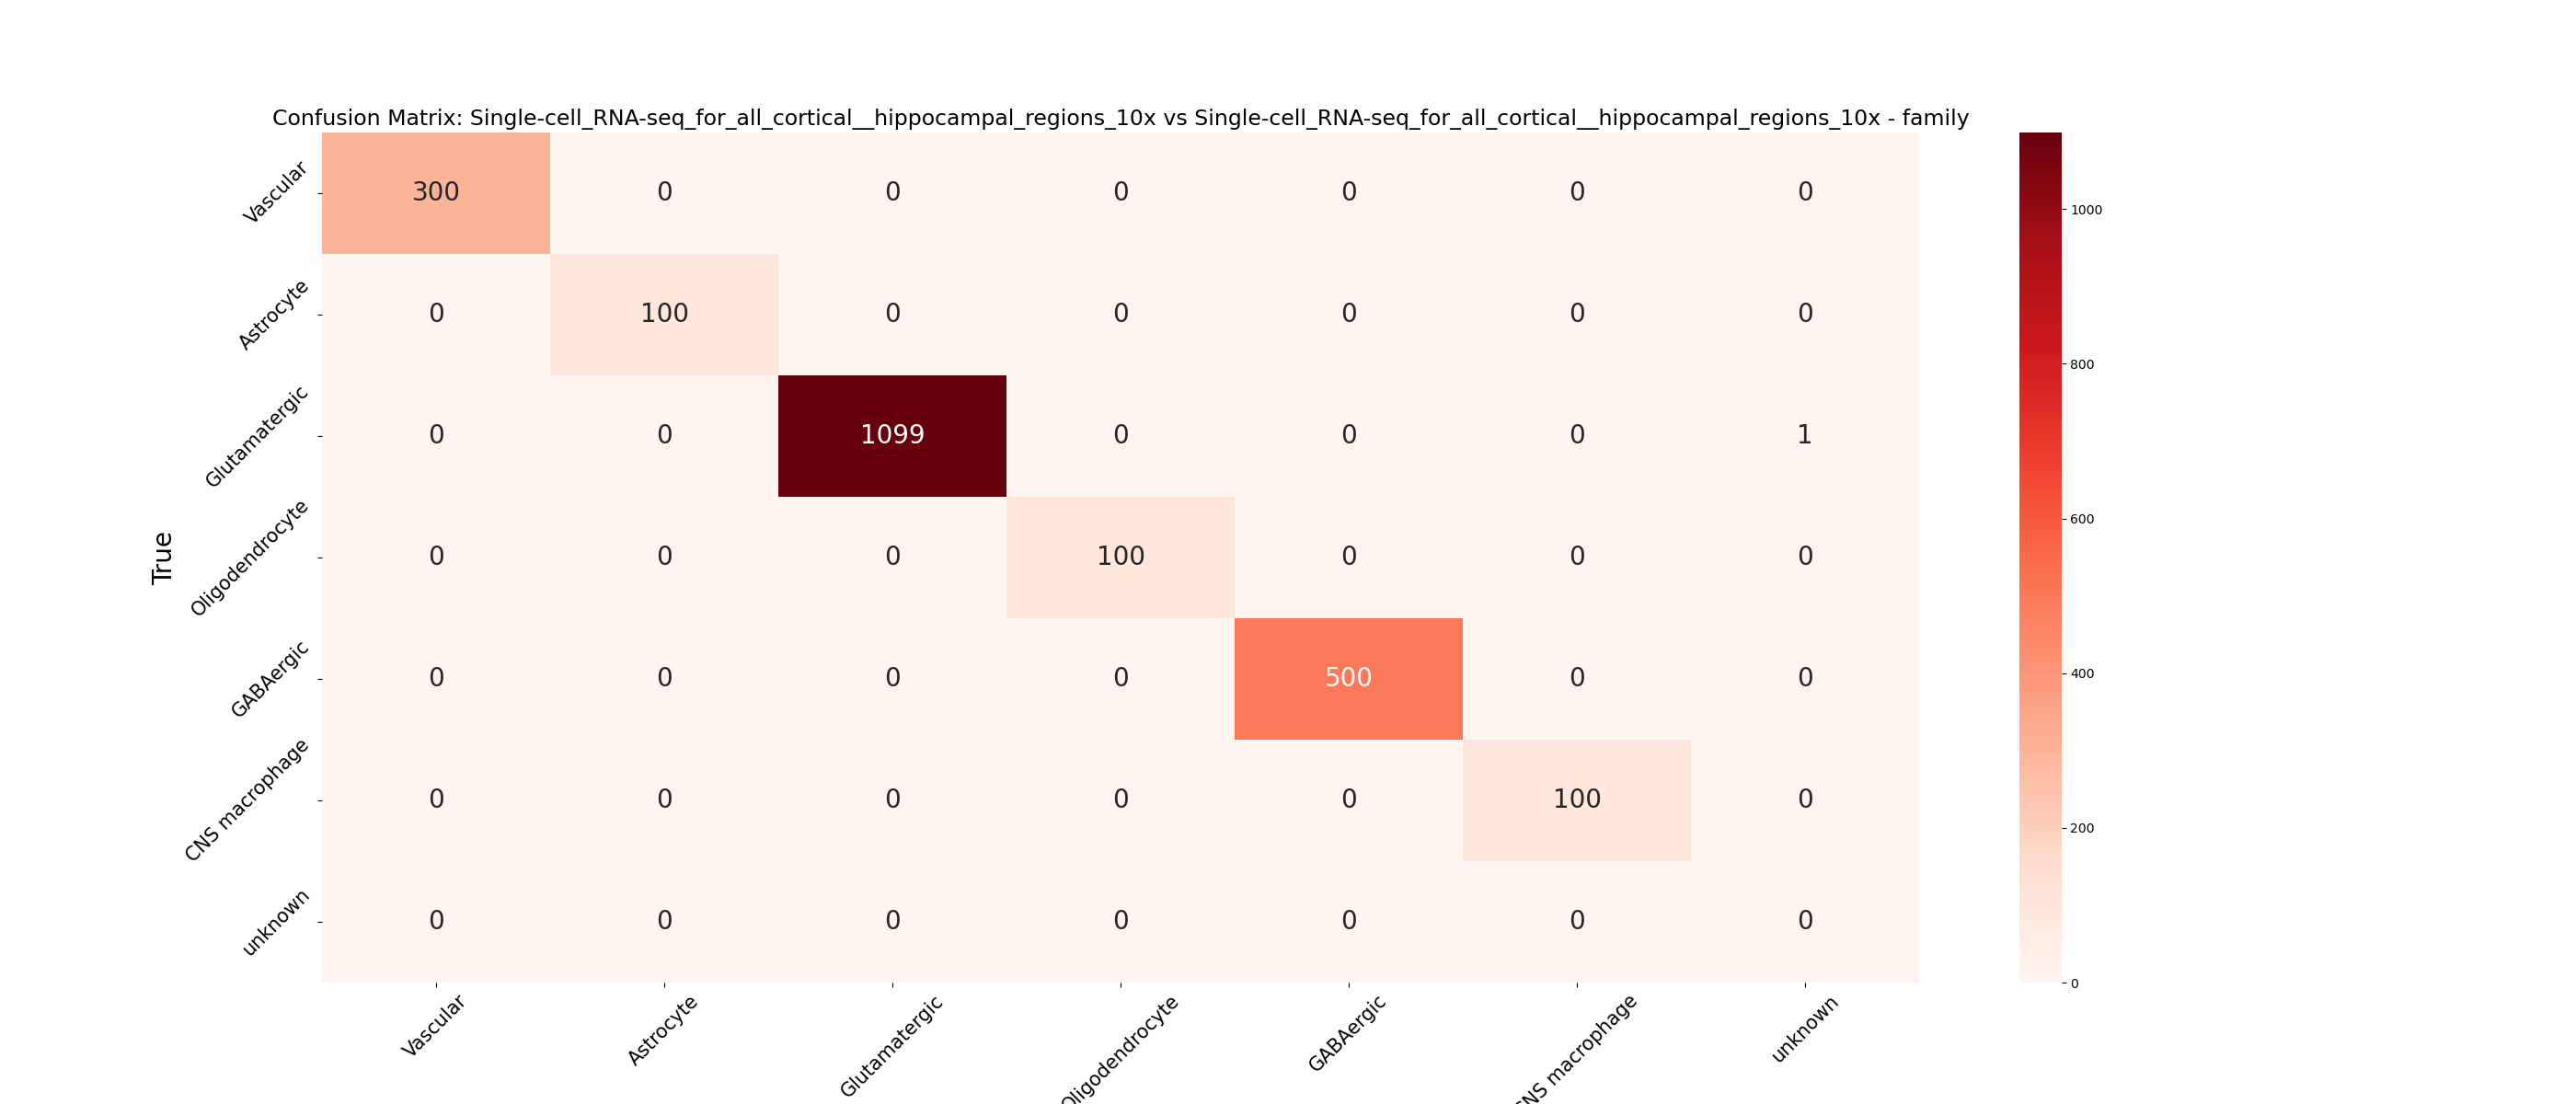 Confusion Matrix: Single-cell_RNA-seq_for_all_cortical__hippocampal_regions_10x vs Single-cell_RNA-seq_for_all_cortical__hippocampal_regions_10x - family
True
Vascular 300 0 0 0 0 0 0
Astrocyte 0 100 0 0 0 0 0
Glutamatergic 0 0 1099 0 0 0 1
Oligodendrocyte 0 0 0 100 0 0 0
GABAergic 0 0 0 0 500 0 0
CNS macrophage 0 0 0 0 0 100 0
unknown 0 0 0 0 0 0 0
Vascular Astrocyte Glutamatergic Oligodendrocyte GABAergic CNS macrophage unknown
1000
800
600
400
200
0